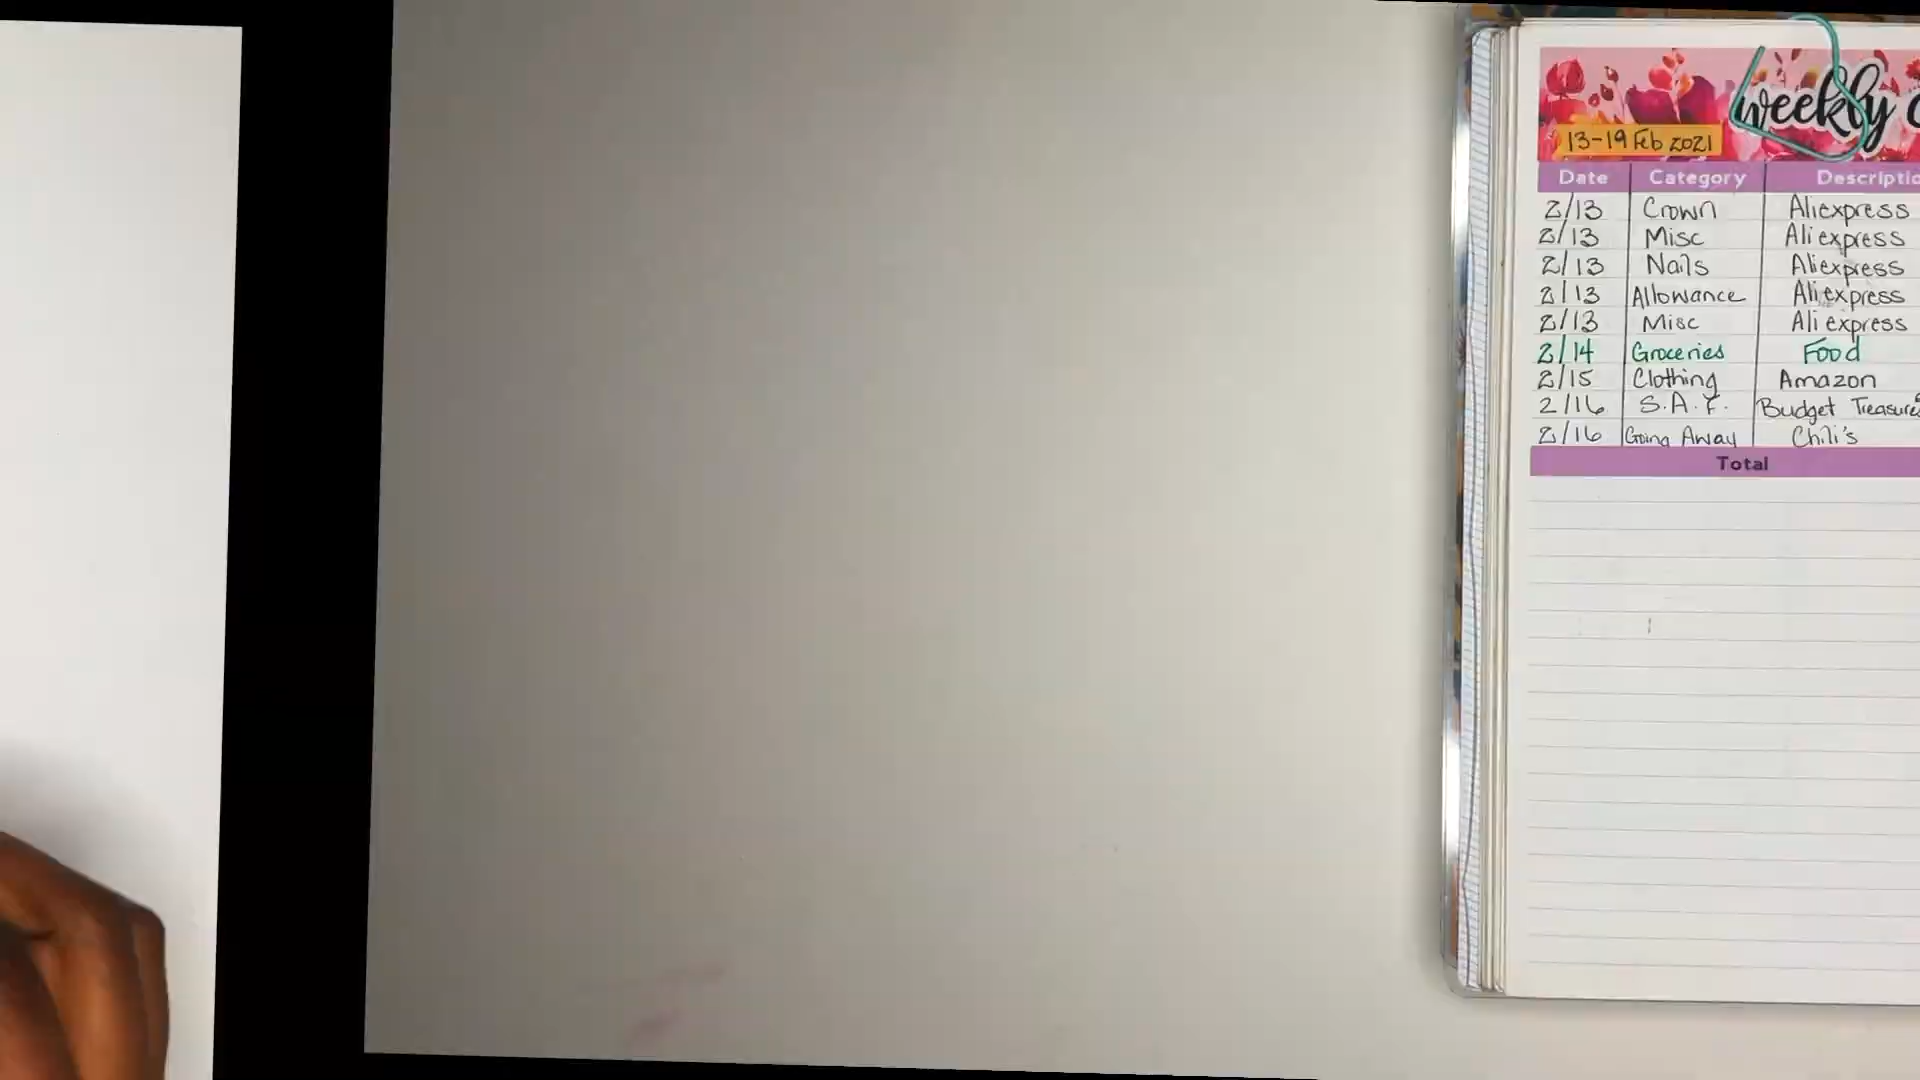 weekly
13-19 Feb 2021
Date Category
2/13 Crown Aliexpress
2/13 Misc Aliexpress
2/13 Nails Aliexpress
2/13 Allowance Aliexpress
2/13 Misc Aliexpress
2/14 Groceries Food
2/15 Clothing Amazon
2/16 S.A.F. Budget Treasures
2/16 Going Away Chili's
Total